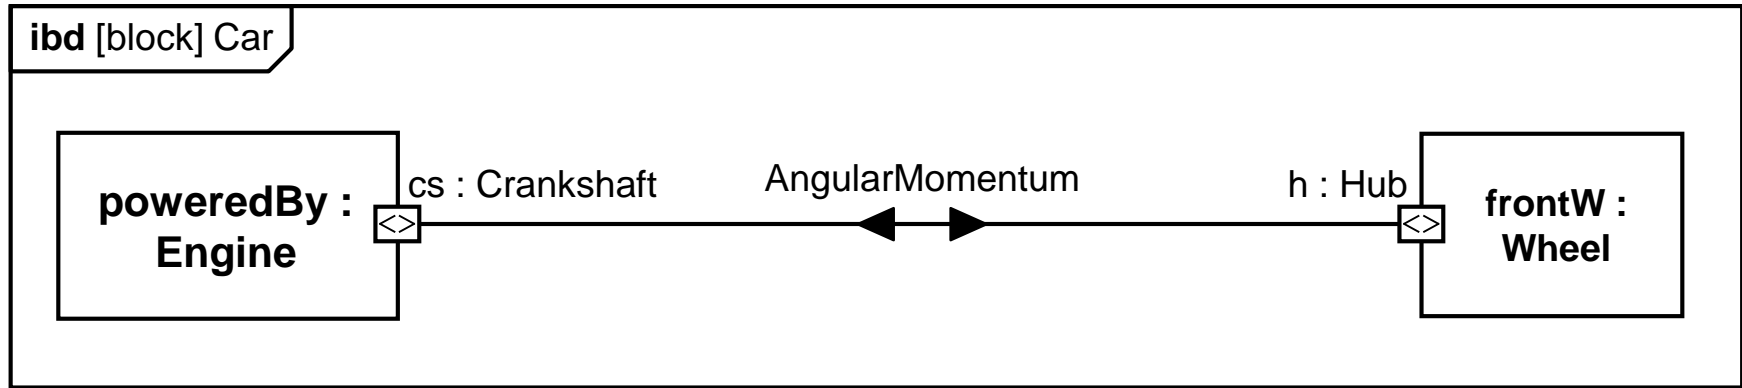 ibd [block] Car
poweredBy :
Engine
cs : Crankshaft
AngularMomentum
h : Hub
frontW :
Wheel
<>
<>